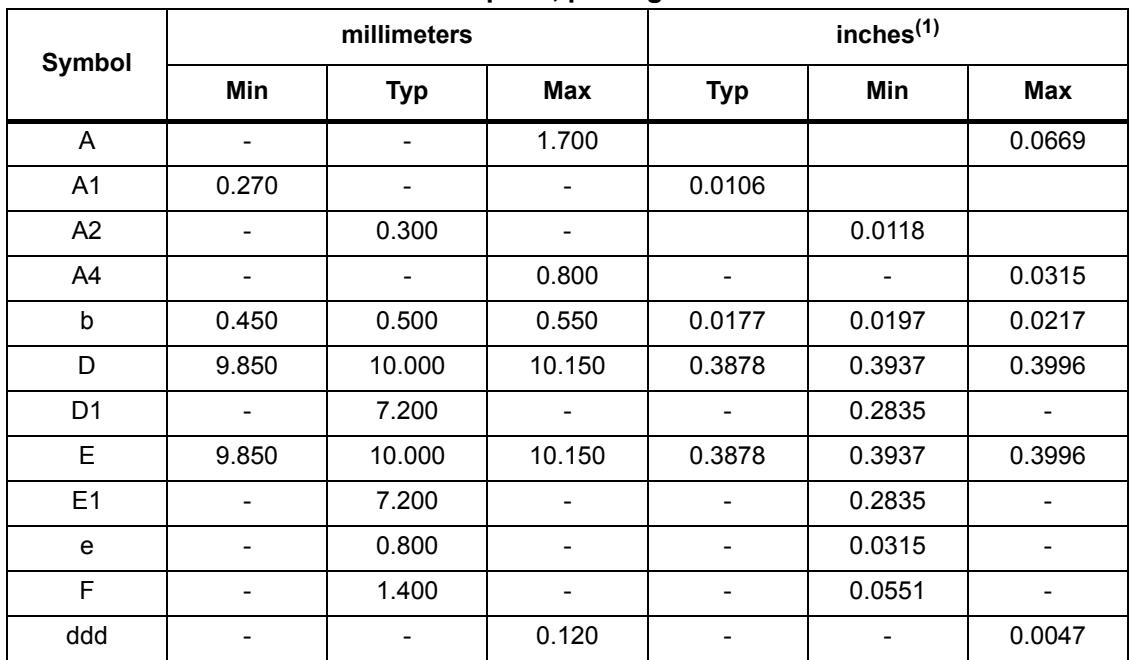 Symbol millimeters inches(1)
Min Typ Max Typ Min Max
A - - 1.700 0.0669
A1 0.270 - - 0.0106
A2 - 0.300 - 0.0118
A4 - - 0.800 - - 0.0315
b 0.450 0.500 0.550 0.0177 0.0197 0.0217
D 9.850 10.000 10.150 0.3878 0.3937 0.3996
D1 - 7.200 - - 0.2835 -
E 9.850 10.000 10.150 0.3878 0.3937 0.3996
E1 - 7.200 - - 0.2835 -
e - 0.800 - - 0.0315 -
F - 1.400 - - 0.0551 -
ddd - - 0.120 - - 0.0047